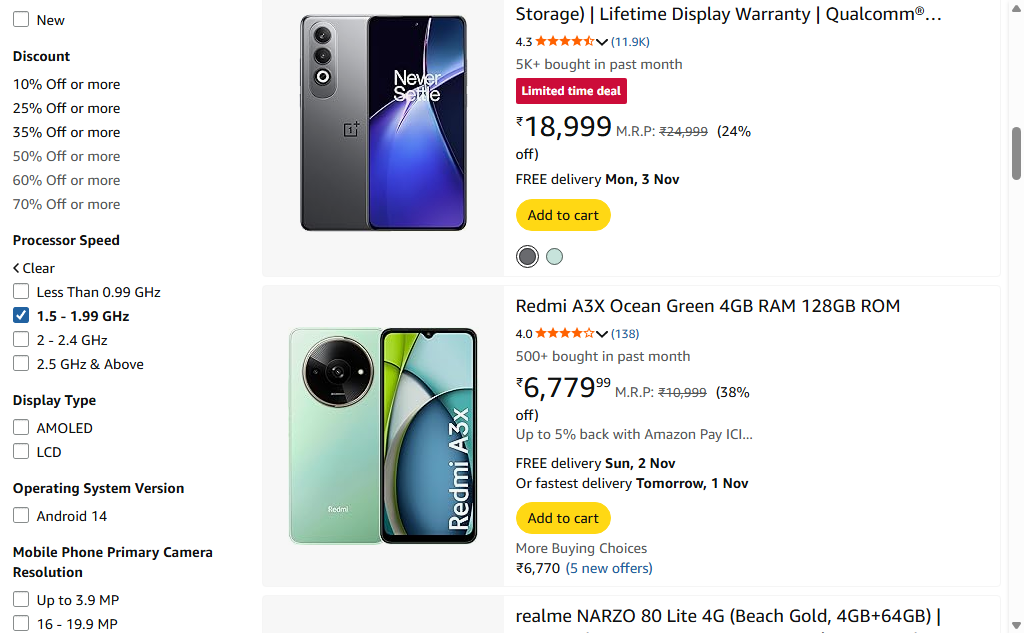 New
Discount
10% Off or more
25% Off or more
35% Off or more
50% Off or more
60% Off or more
70% Off or more
Processor Speed
Clear
Less Than 0.99 GHz
1.5 - 1.99 GHz
2 - 2.4 GHz
2.5 GHz & Above
Display Type
AMOLED
LCD
Operating System Version
Android 14
Mobile Phone Primary Camera
Resolution
Up to 3.9 MP
16 - 19.9 MP
Never
Settle
Storage) | Lifetime Display Warranty | Qualcomm®…
4.3 (11.9K)
5K+ bought in past month
Limited time deal
₹18,999 M.R.P: ₹24,999 (24%
off)
FREE delivery Mon, 3 Nov
Add to cart
Redmi
Redmi A3x
Redmi A3X Ocean Green 4GB RAM 128GB ROM
4.0 (138)
500+ bought in past month
₹6,779.99 M.R.P: ₹10,999 (38%
off)
Up to 5% back with Amazon Pay ICI…
FREE delivery Sun, 2 Nov
Or fastest delivery Tomorrow, 1 Nov
Add to cart
More Buying Choices
₹6,770 (5 new offers)
realme NARZO 80 Lite 4G (Beach Gold, 4GB+64GB) |